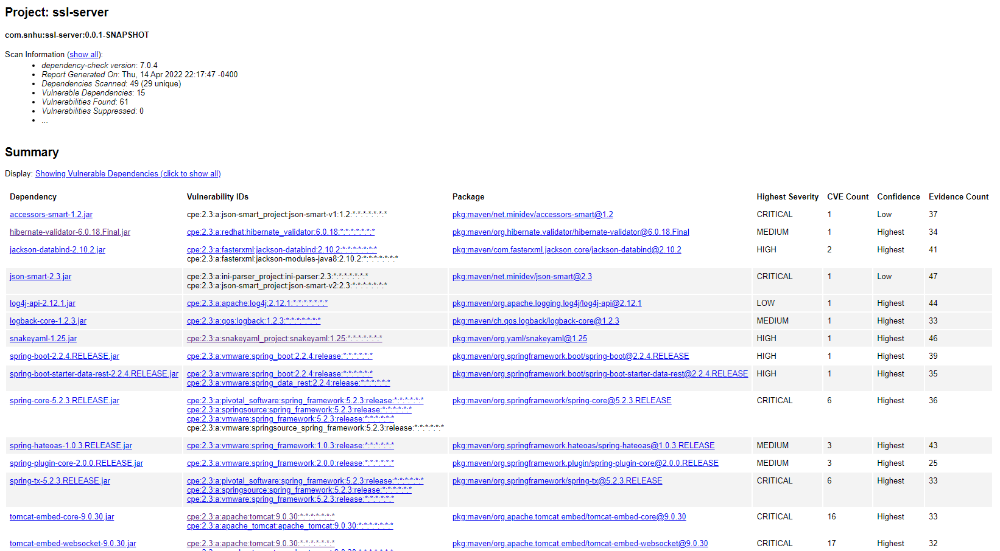 Project: ssl-server
com.snhu:ssl-server:0.0.1-SNAPSHOT
Scan Information (show all):
dependency-check version: 7.0.4
Report Generated On: Thu, 14 Apr 2022 22:17:47 -0400
Dependencies Scanned: 49 (29 unique)
Vulnerable Dependencies: 15
Vulnerabilities Found: 61
Vulnerabilities Suppressed: 0
...
Summary
Display: Showing Vulnerable Dependencies (click to show all)
Dependency Vulnerability IDs Package Highest Severity CVE Count Confidence Evidence Count
accessors-smart-1.2.jar cpe:2.3:a:json-smart_project:json-smart-v1:1.2:*:*:*:*:*:*:* pkg:maven/net.minidev/accessors-smart@1.2 CRITICAL 1 Low 37
hibernate-validator-6.0.18.Final.jar cpe:2.3:a:redhat:hibernate_validator:6.0.18:*:*:*:*:*:*:* pkg:maven/org.hibernate.validator/hibernate-validator@6.0.18.Final MEDIUM 1 Highest 34
jackson-databind-2.10.2.jar cpe:2.3:a:fasterxml:jackson-databind:2.10.2:*:*:*:*:*:*:* pkg:maven/com.fasterxml.jackson.core/jackson-databind@2.10.2 HIGH 2 Highest 41
cpe:2.3:a:fasterxml:jackson-modules-java8:2.10.2:*:*:*:*:*:*:*
json-smart-2.3.jar cpe:2.3:a:ini-parser_project:ini-parser:2.3:*:*:*:*:*:*:* pkg:maven/net.minidev/json-smart@2.3 CRITICAL 1 Low 47
cpe:2.3:a:json-smart_project:json-smart-v2:2.3:*:*:*:*:*:*:*
log4j-api-2.12.1.jar cpe:2.3:a:apache:log4j:2.12.1:*:*:*:*:*:*:* pkg:maven/org.apache.logging.log4j/log4j-api@2.12.1 LOW 1 Highest 44
logback-core-1.2.3.jar cpe:2.3:a:qos:logback:1.2.3:*:*:*:*:*:*:* pkg:maven/ch.qos.logback/logback-core@1.2.3 MEDIUM 1 Highest 33
snakeyaml-1.25.jar cpe:2.3:a:snakeyaml_project:snakeyaml:1.25:*:*:*:*:*:*:* pkg:maven/org.yaml/snakeyaml@1.25 HIGH 1 Highest 46
spring-boot-2.2.4.RELEASE.jar cpe:2.3:a:vmware:spring_boot:2.2.4:release:*:*:*:*:*:* pkg:maven/org.springframework.boot/spring-boot@2.2.4.RELEASE HIGH 1 Highest 39
spring-boot-starter-data-rest-2.2.4.RELEASE.jar cpe:2.3:a:vmware:spring_boot:2.2.4:release:*:*:*:*:*:* pkg:maven/org.springframework.boot/spring-boot-starter-data-rest@2.2.4.RELEASE HIGH 1 Highest 35
cpe:2.3:a:vmware:spring_data_rest:2.2.4:release:*:*:*:*:*:*
spring-core-5.2.3.RELEASE.jar cpe:2.3:a:pivotal_software:spring_framework:5.2.3:release:*:*:*:*:*:* pkg:maven/org.springframework/spring-core@5.2.3.RELEASE CRITICAL 6 Highest 36
cpe:2.3:a:springsource:spring_framework:5.2.3:release:*:*:*:*:*:*
cpe:2.3:a:vmware:spring_framework:5.2.3:release:*:*:*:*:*:*
cpe:2.3:a:vmware:springsource_spring_framework:5.2.3:release:*:*:*:*:*:*
spring-hateoas-1.0.3.RELEASE.jar cpe:2.3:a:vmware:spring_framework:1.0.3:release:*:*:*:*:*:* pkg:maven/org.springframework.hateoas/spring-hateoas@1.0.3.RELEASE MEDIUM 3 Highest 43
spring-plugin-core-2.0.0.RELEASE.jar cpe:2.3:a:vmware:spring_framework:2.0.0:release:*:*:*:*:*:* pkg:maven/org.springframework.plugin/spring-plugin-core@2.0.0.RELEASE MEDIUM 3 Highest 25
spring-tx-5.2.3.RELEASE.jar cpe:2.3:a:pivotal_software:spring_framework:5.2.3:release:*:*:*:*:*:* pkg:maven/org.springframework/spring-tx@5.2.3.RELEASE CRITICAL 6 Highest 33
cpe:2.3:a:springsource:spring_framework:5.2.3:release:*:*:*:*:*:*
cpe:2.3:a:vmware:spring_framework:5.2.3:release:*:*:*:*:*:*
tomcat-embed-core-9.0.30.jar cpe:2.3:a:apache:tomcat:9.0.30:*:*:*:*:*:*:* pkg:maven/org.apache.tomcat.embed/tomcat-embed-core@9.0.30 CRITICAL 16 Highest 33
cpe:2.3:a:apache_tomcat:apache_tomcat:9.0.30:*:*:*:*:*:*:*
tomcat-embed-websocket-9.0.30.jar cpe:2.3:a:apache:tomcat:9.0.30:*:*:*:*:*:*:* pkg:maven/org.apache.tomcat.embed/tomcat-embed-websocket@9.0.30 CRITICAL 17 Highest 32